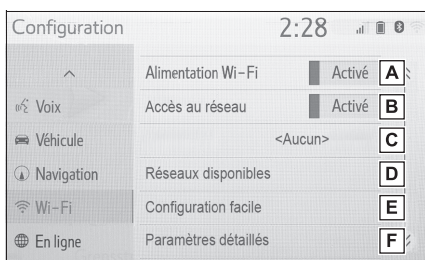 Configuration 2:28
Alimentation Wi-Fi Activé A
Voix Accès au réseau Activé B
Véhicule <Aucun> C
Navigation Réseaux disponibles D
Wi-Fi Configuration facile E
En ligne Paramètres détaillés F